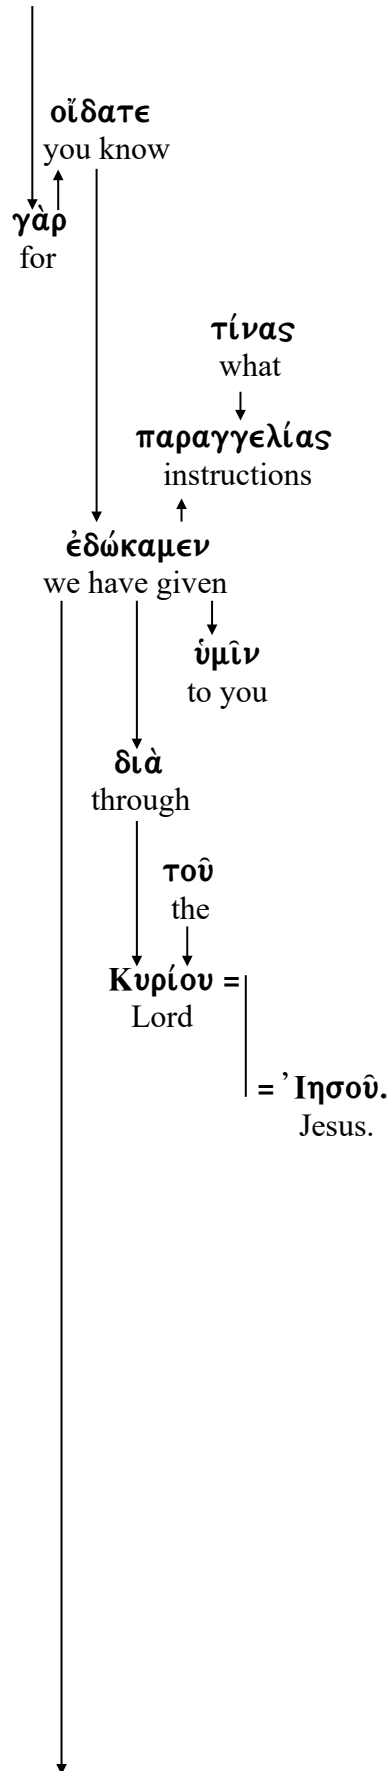 οἴδατε
you know
γὰρ
for
τίνας
what
παραγγελίας
instructions
ἐδώκαμεν
we have given
ὑμῖν
to you
διὰ
through
τοῦ
the
Κυρίου =
Lord
= Ἰησοῦ.
Jesus.